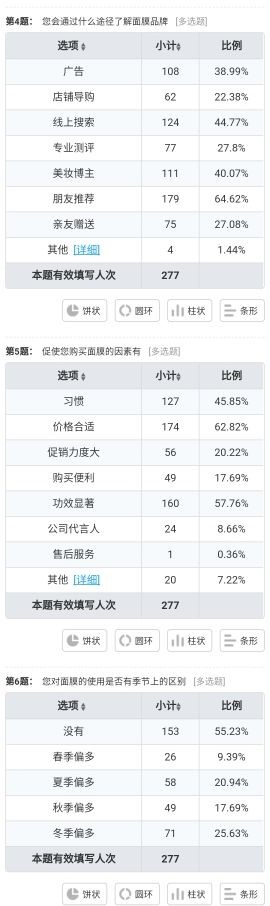 第4题： 您会通过什么途径了解面膜品牌 [多选题]
选项 小计 比例
广告 108 38.99%
店铺导购 62 22.38%
线上搜索 124 44.77%
专业测评 77 27.8%
美妆博主 111 40.07%
朋友推荐 179 64.62%
亲友赠送 75 27.08%
其他 [详细] 4 1.44%
本题有效填写人次 277
饼状 圆环 柱状 条形
第5题： 促使您购买面膜的因素有 [多选题]
选项 小计 比例
习惯 127 45.85%
价格合适 174 62.82%
促销力度大 56 20.22%
购买便利 49 17.69%
功效显著 160 57.76%
公司代言人 24 8.66%
售后服务 1 0.36%
其他 [详细] 20 7.22%
本题有效填写人次 277
饼状 圆环 柱状 条形
第6题： 您对面膜的使用是否有季节上的区别 [多选题]
选项 小计 比例
没有 153 55.23%
春季偏多 26 9.39%
夏季偏多 58 20.94%
秋季偏多 49 17.69%
冬季偏多 71 25.63%
本题有效填写人次 277
饼状 圆环 柱状 条形